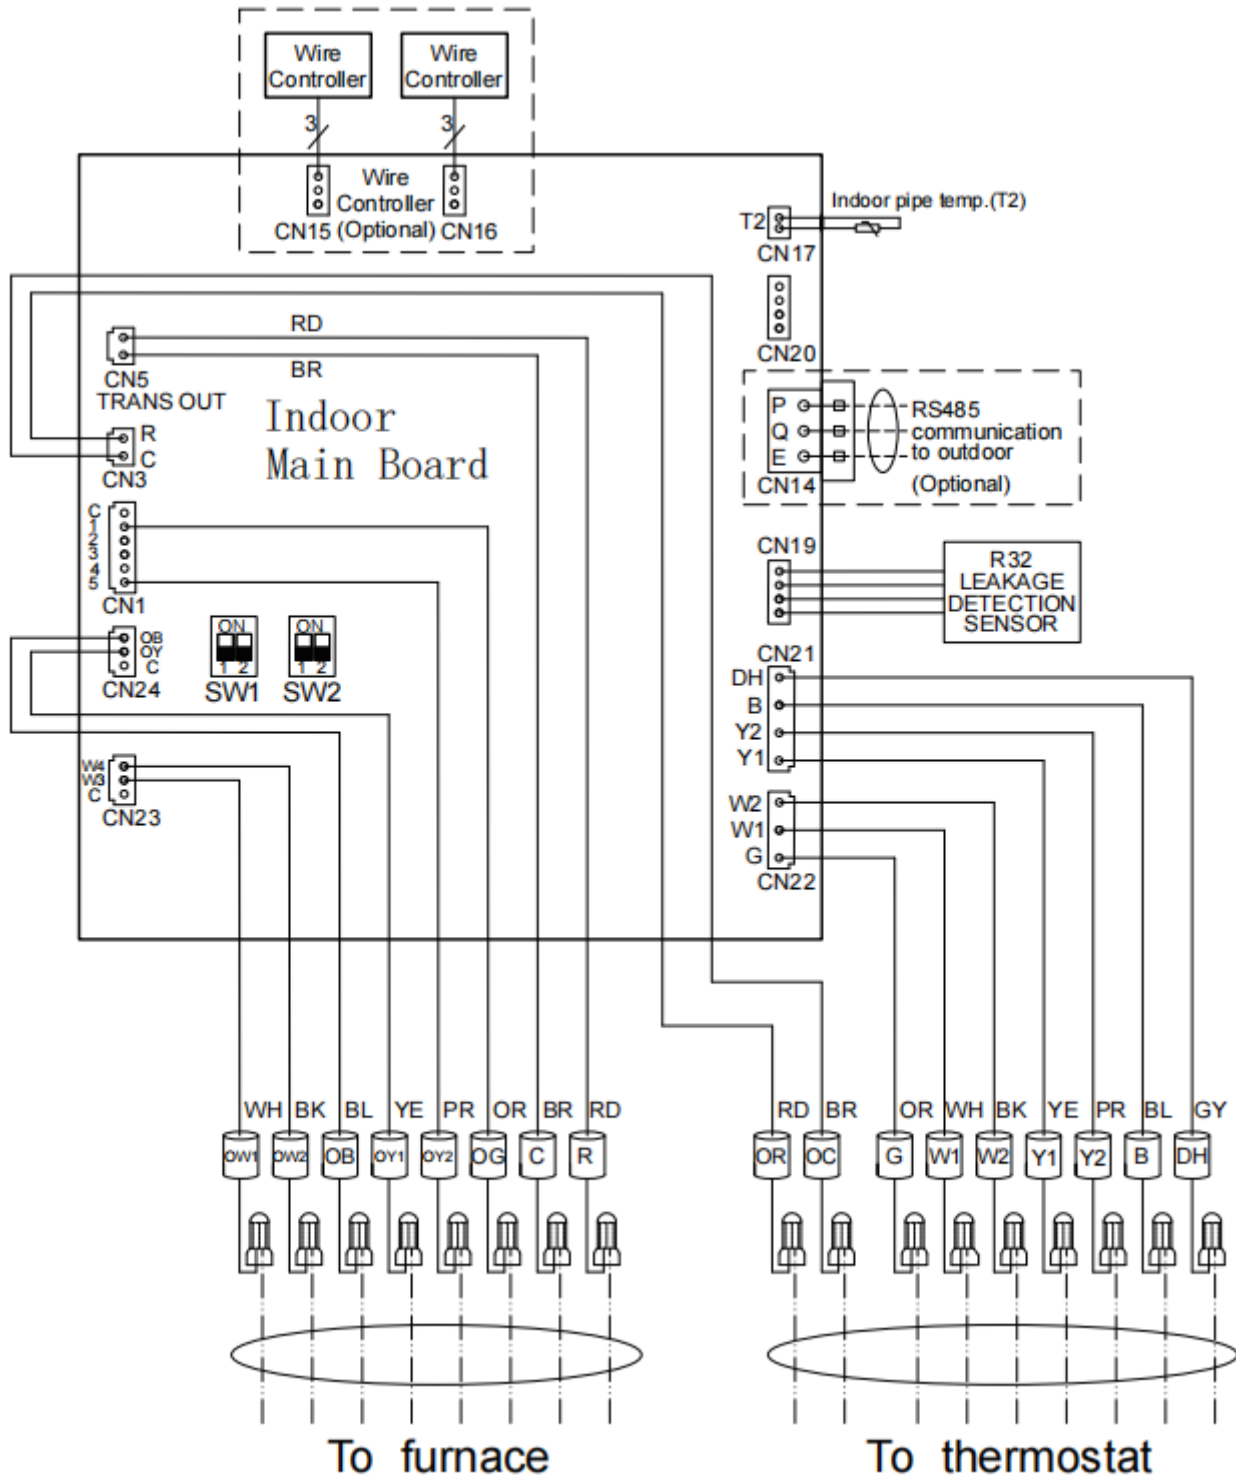 Wire
Controller
Wire
Controller
3
3
Wire
Controller
CN15 (Optional) CN16
T2
Indoor pipe temp.(T2)
CN17
CN20
RD
BR
CN5
TRANS OUT
Indoor
Main Board
R
C
CN3
P
Q
E
CN14
RS485
communication
to outdoor
(Optional)
C
1
2
3
4
5
CN1
CN19
R32
LEAKAGE
DETECTION
SENSOR
OB
OY
C
CN24
ON
1 2
SW1
ON
1 2
SW2
CN21
DH
B
Y2
Y1
W4
W3
C
CN23
W2
W1
G
CN22
WH BK BL YE PR OR BR RD
OW1 OW2 OB OY1 OY2 OG C R
RD BR OR WH BK YE PR BL GY
OR OC G W1 W2 Y1 Y2 B DH
To furnace
To thermostat